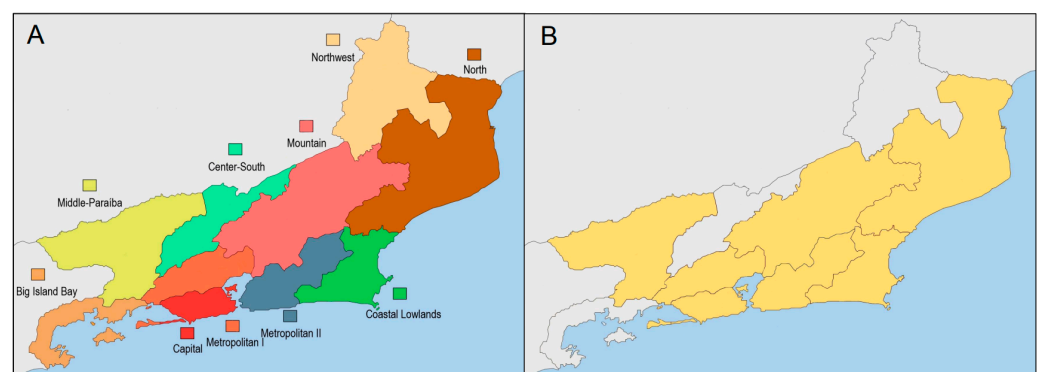 A
B
Northwest
North
Mountain
Center-South
Middle-Paraiba
Big Island Bay
Coastal Lowlands
Metropolitan II
Metropolitan I
Capital